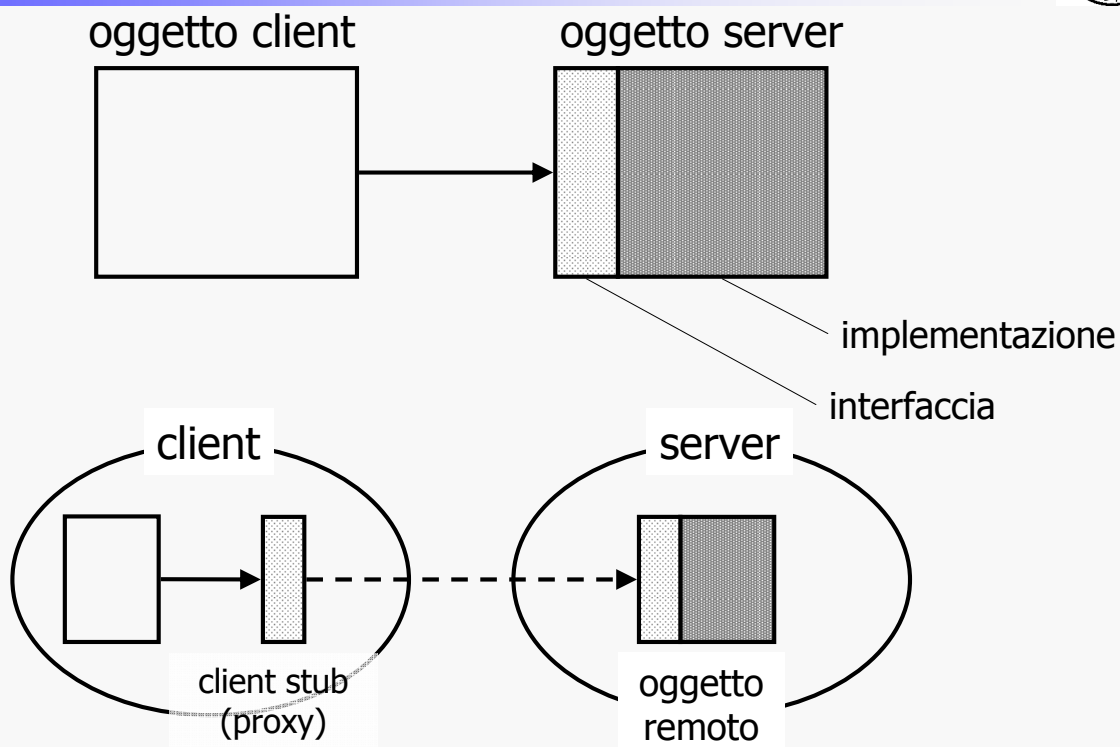 oggetto client
oggetto server
implementazione
interfaccia
client
server
client stub
(proxy)
oggetto
remoto